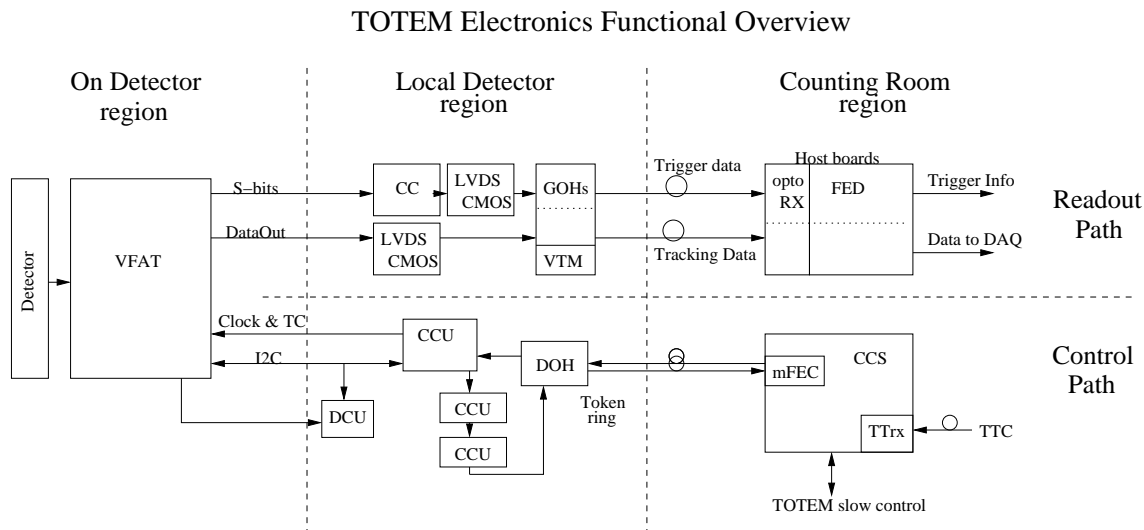 TOTEM Electronics Functional Overview
On Detector
region
Local Detector
region
Counting Room
region
Detector
VFAT
S-bits
DataOut
CC
LVDS
CMOS
LVDS
CMOS
GOHs
VTM
Trigger data
Tracking Data
Host boards
opto
RX
FED
Trigger Info
Data to DAQ
Readout
Path
Clock & TC
I2C
DCU
CCU
CCU
CCU
DOH
Token
ring
mFEC
CCS
TTrx
TTC
TOTEM slow control
Control
Path